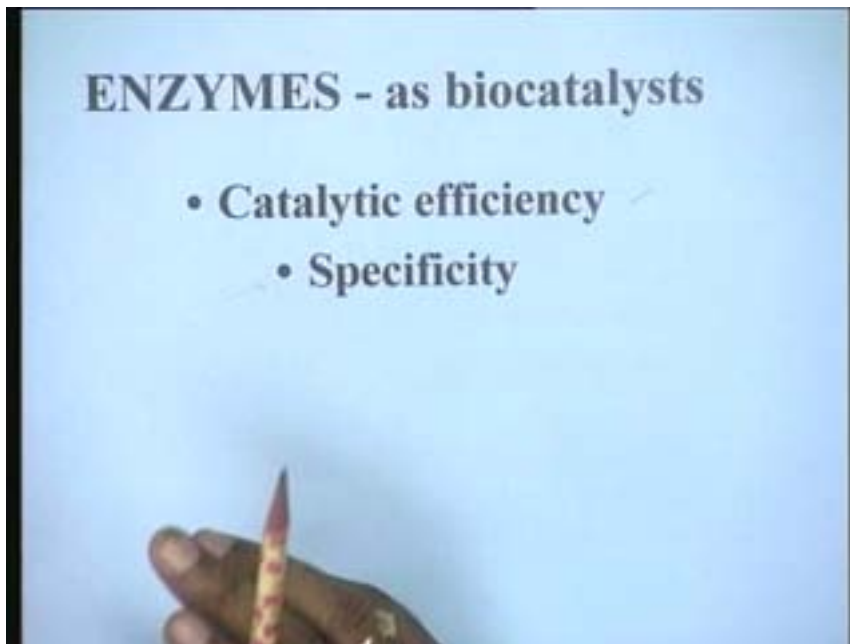 ENZYMES - as biocatalysts
• Catalytic efficiency
• Specificity